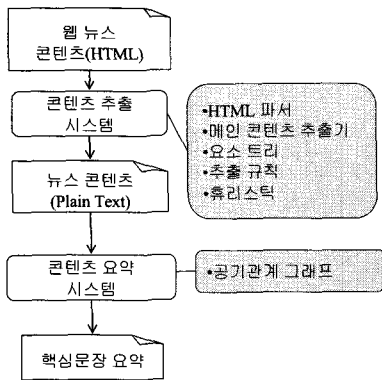 웹 뉴스
콘텐츠(HTML)
콘텐츠 추출
시스템
•HTML 파서
•메인 콘텐츠 추출기
•요소 트리
•추출 규칙
•휴리스틱
뉴스 콘텐츠
(Plain Text)
콘텐츠 요약
시스템
•공기관계 그래프
핵심문장 요약